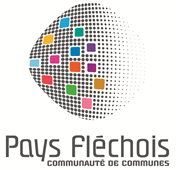 Pays Fléchois
COMMUNAUTÉ DE COMMUNES